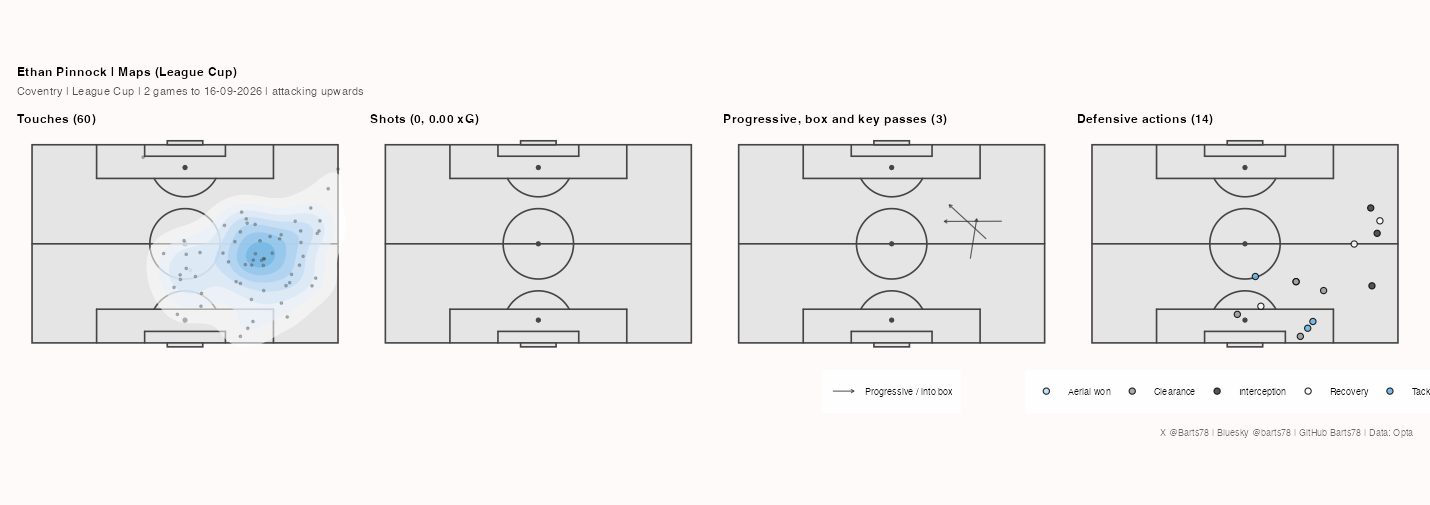 Ethan Pinnock | Maps (League Cup)
Coventry | League Cup | 2 games to 16-09-2026 | attacking upwards
Touches (60)
Shots (0, 0.00 xG)
Progressive, box and key passes (3)
Defensive actions (14)
Progressive / into box
Aerial won
Clearance
Interception
Recovery
Tack
X @Barts78 | Bluesky @barts78 | GitHub Barts78 | Data: Opta